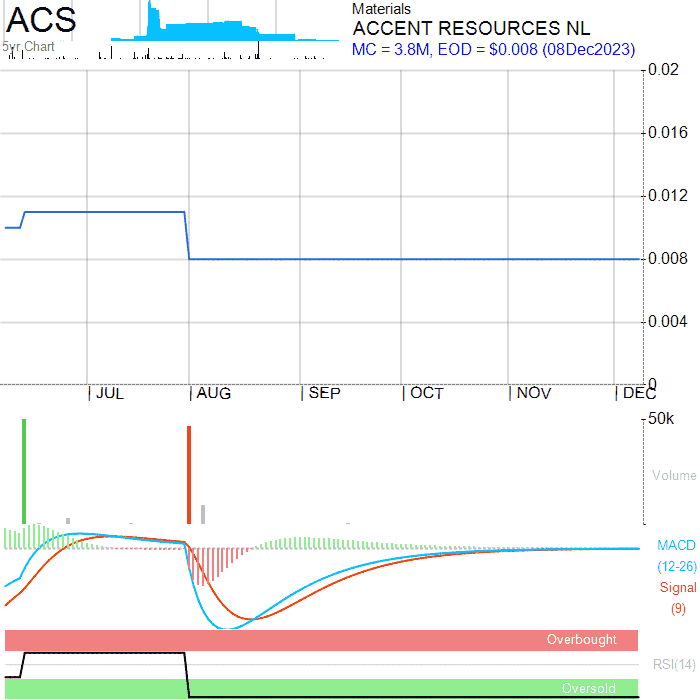 ACS
5yr Chart
Materials
ACCENT RESOURCES NL
MC = 3.8M, EOD = $0.008 (08Dec2023)
0.02
0.016
0.012
0.008
0.004
0
JUL
AUG
SEP
OCT
NOV
DEC
50k
Volume
MACD
(12-26)
Signal
(9)
Overbought
RSI(14)
Oversold